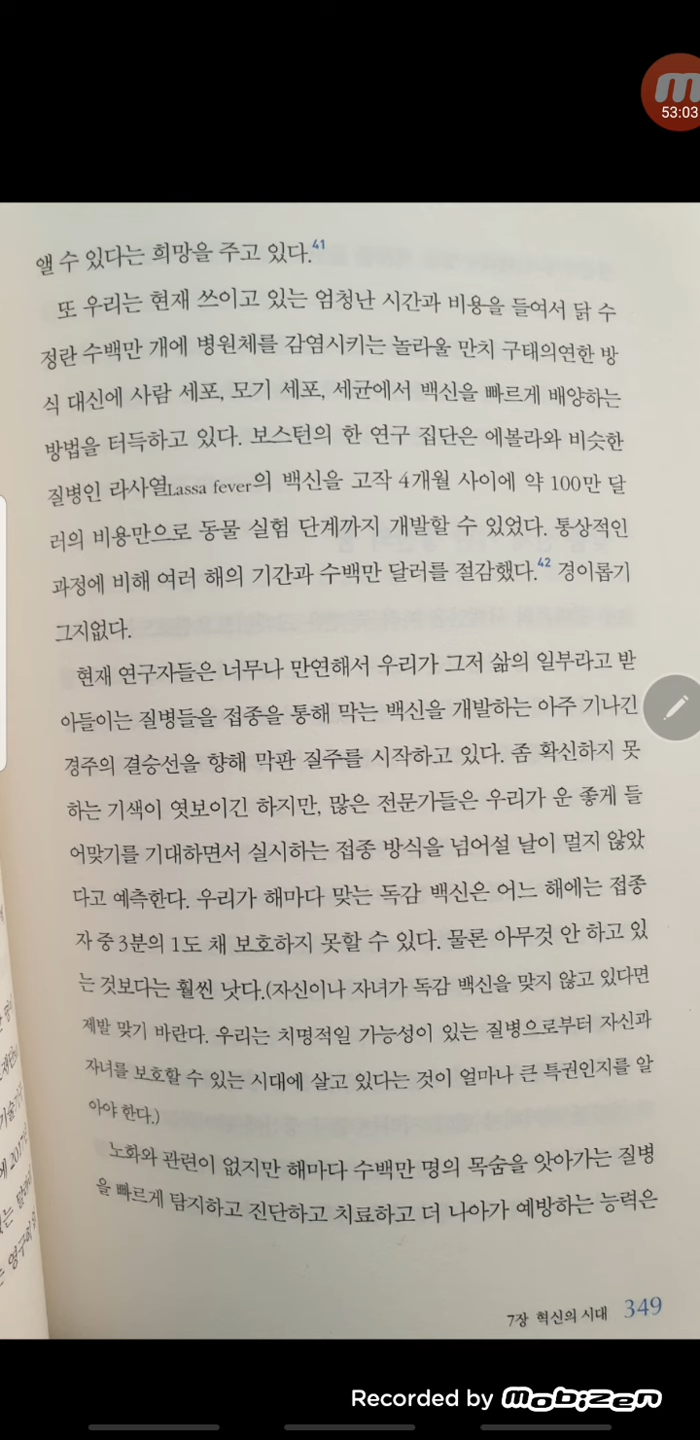 53:03
앨 수 있다는 희망을 주고 있다.41
또 우리는 현재 쓰이고 있는 엄청난 시간과 비용을 들여서 닭 수
정란 수백만 개에 병원체를 감염시키는 놀라울 만치 구태의연한 방
식 대신에 사람 세포, 모기 세포, 세균에서 백신을 빠르게 배양하는
방법을 터득하고 있다. 보스턴의 한 연구 집단은 에볼라와 비슷한
질병인 라사열Lassa fever의 백신을 고작 4개월 사이에 약 100만 달
러의 비용만으로 동물 실험 단계까지 개발할 수 있었다. 통상적인
과정에 비해 여러 해의 기간과 수백만 달러를 절감했다.42 경이롭기
그지없다.
현재 연구자들은 너무나 만연해서 우리가 그저 삶의 일부라고 받
아들이는 질병들을 접종을 통해 막는 백신을 개발하는 아주 기나긴
경주의 결승선을 향해 막판 질주를 시작하고 있다. 좀 확신하지 못
하는 기색이 엿보이긴 하지만, 많은 전문가들은 우리가 운 좋게 들
어맞기를 기대하면서 실시하는 접종 방식을 넘어설 날이 멀지 않았
다고 예측한다. 우리가 해마다 맞는 독감 백신은 어느 해에는 접종
자 중 3분의 1도 채 보호하지 못할 수 있다. 물론 아무것 안 하고 있
는 것보다는 훨씬 낫다.(자신이나 자녀가 독감 백신을 맞지 않고 있다면
제발 맞기 바란다. 우리는 치명적일 가능성이 있는 질병으로부터 자신과
자녀를 보호할 수 있는 시대에 살고 있다는 것이 얼마나 큰 특권인지를 알
아야 한다.)
노화와 관련이 없지만 해마다 수백만 명의 목숨을 앗아가는 질병
을 빠르게 탐지하고 진단하고 치료하고 더 나아가 예방하는 능력은
7장 혁신의 시대 349
Recorded by mobizen